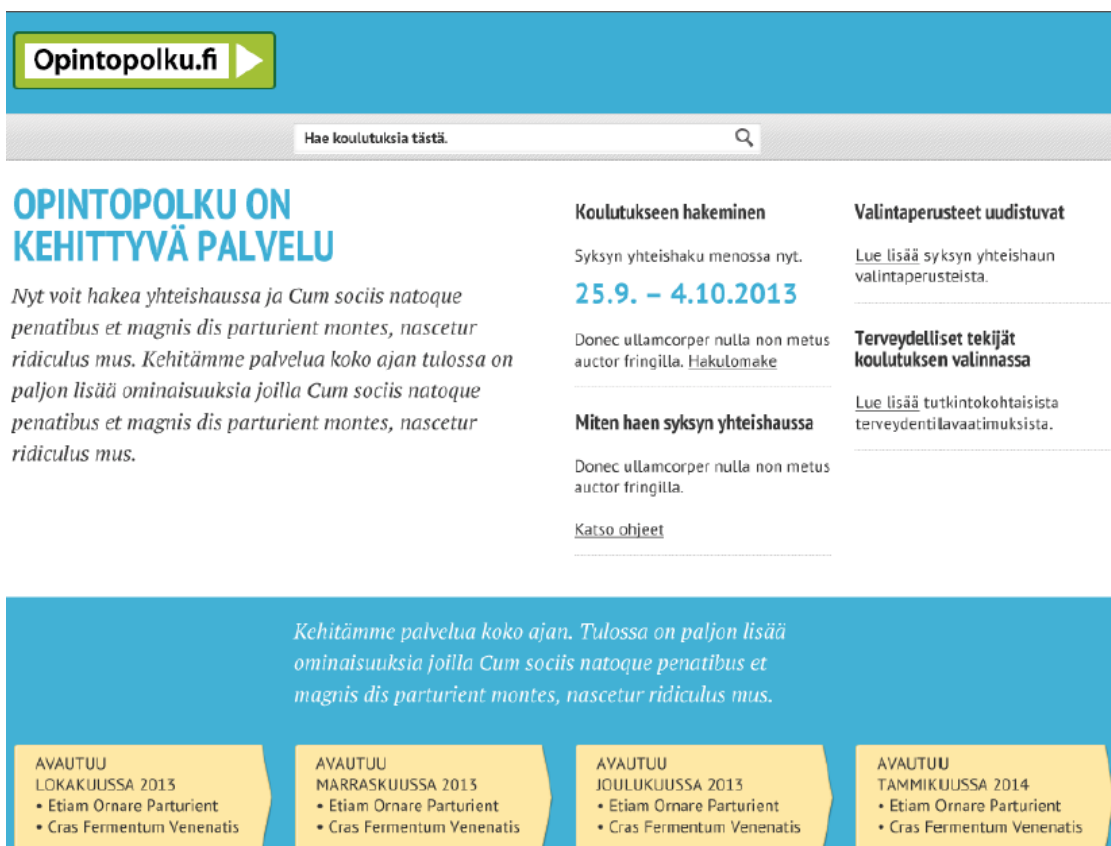 Opintopolku.fi
Hae koulutuksia tästä.
OPINTOPOLKU ON
KEHITTYVÄ PALVELU
Nyt voit hakea yhteishaussa ja Cum sociis natoque
penatibus et magnis dis parturient montes, nascetur
ridiculus mus. Kehitämme palvelua koko ajan tulossa on
paljon lisää ominaisuuksia joilla Cum sociis natoque
penatibus et magnis dis parturient montes, nascetur
ridiculus mus.
Koulutukseen hakeminen
Syksyn yhteishaku menossa nyt.
25.9. – 4.10.2013
Donec ullamcorper nulla non metus
auctor fringilla. Hakulomake
Miten haen syksyn yhteishaussa
Donec ullamcorper nulla non metus
auctor fringilla.
Katso ohjeet
Valintaperusteet uudistuvat
Lue lisää syksyn yhteishaun
valintaperusteista.
Terveydelliset tekijät
koulutuksen valinnassa
Lue lisää tutkintokohtaisista
terveydentilavaatimuksista.
Kehitämme palvelua koko ajan. Tulossa on paljon lisää
ominaisuuksia joilla Cum sociis natoque penatibus et
magnis dis parturient montes, nascetur ridiculus mus.
AVAUTUU
LOKAKUUSSA 2013
• Etiam Ornare Parturient
• Cras Fermentum Venenatis
AVAUTUU
MARRASKUUSSA 2013
• Etiam Ornare Parturient
• Cras Fermentum Venenatis
AVAUTUU
JOULUKUUSSA 2013
• Etiam Ornare Parturient
• Cras Fermentum Venenatis
AVAUTUU
TAMMIKUUSSA 2014
• Etiam Ornare Parturient
• Cras Fermentum Venenatis